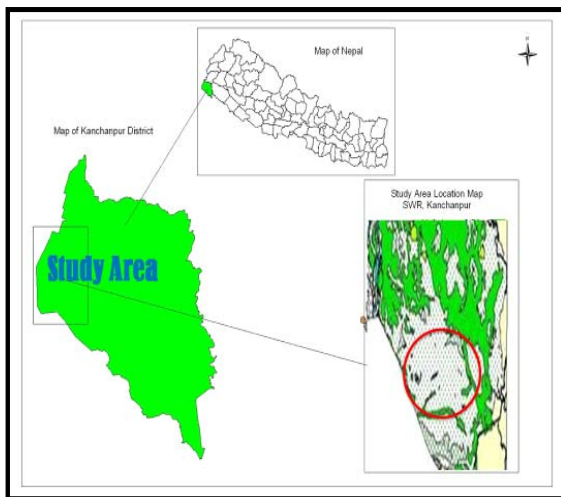 Map of Nepal
N
Map of Kanchanpur District
Study Area
Study Area Location Map
SWR, Kanchanpur